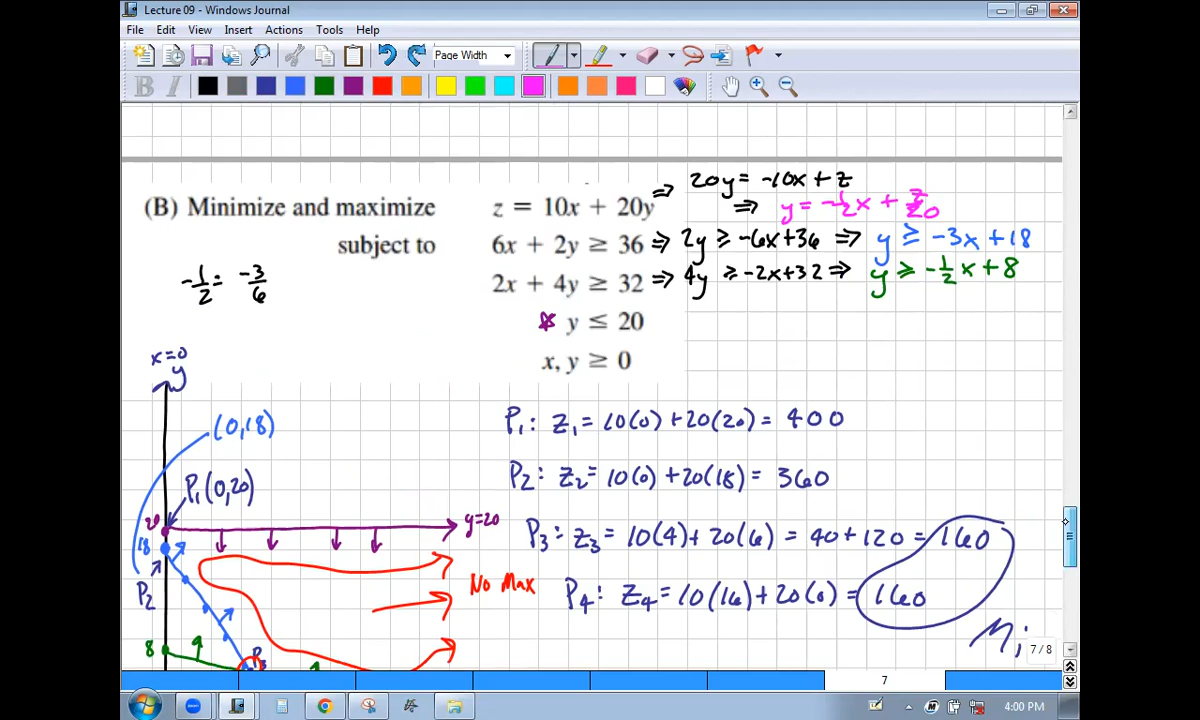 Lecture 09 - Windows Journal
File Edit View Insert Actions Tools Help
Page Width
B I
(B) Minimize and maximize z = 10x + 20y ⇒ 20y = -10x + z
⇒ y = -1/2 x + z/20
subject to 6x + 2y ≥ 36 ⇒ 2y ≥ -6x+36 ⇒ y ≥ -3x +18
2x + 4y ≥ 32 ⇒ 4y ≥ -2x+32 ⇒ y ≥ -1/2 x + 8
-1/2 = -3/6
* y ≤ 20
x, y ≥ 0
x=0
y
(0,18)
P1: z1 = 10(0) +20(20) = 400
P1(0,20)
P2: z2 = 10(0) +20(18) = 360
20
y=20
18
P3: z3 = 10(4)+ 20(6) = 40+120 = 160
P2
No Max
P4: z4 = 10(16)+20(0) = 160
8
P3
Mi
7 / 8
7
4:00 PM